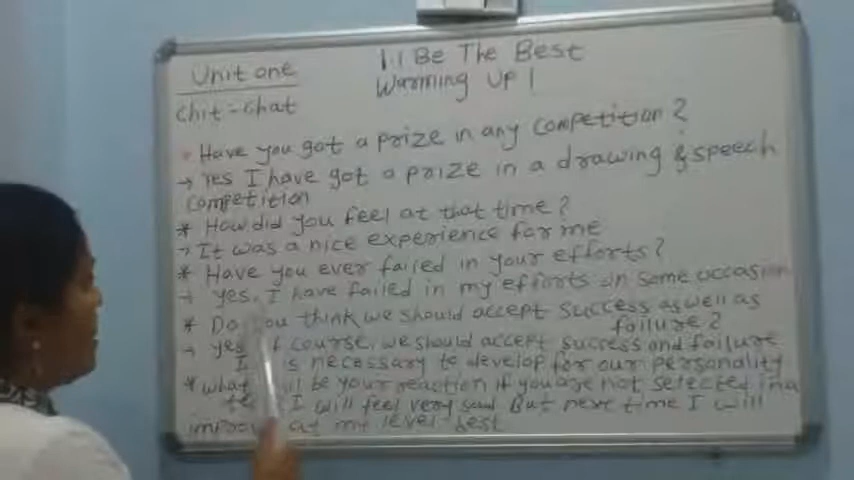 Unit one
1.1 Be The Best
Warming Up !
Chit-chat
Have you got a prize in any competition?
→ Yes I have got a prize in a drawing & speech
competition
* How did you feel at that time?
→ It was a nice experience for me
* Have you ever failed in your efforts?
→ yes. I have failed in my efforts in some occasion
* Do you think we should accept success as well as
failure?
→ yes course, we should accept success and failure
is necessary to develop for our personality
* what be your reaction if you are not selected in a
I will feel very sad But next time I will
at my level best